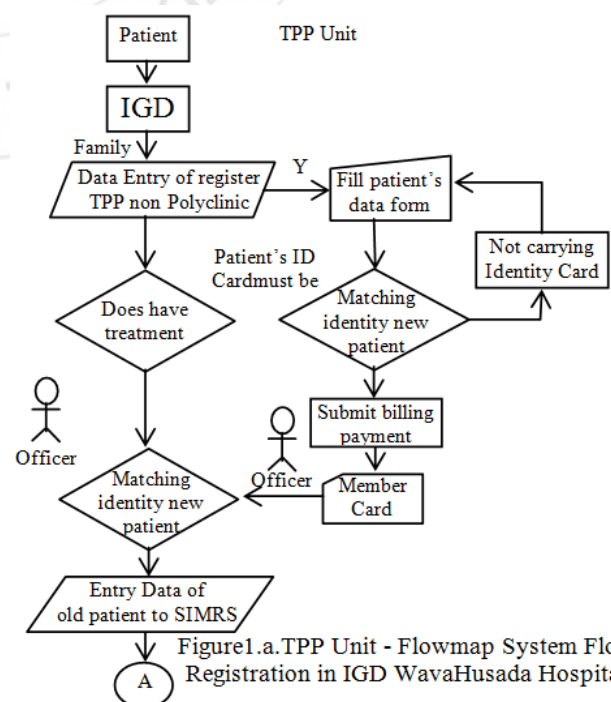 Patient
TPP Unit
IGD
Family
Data Entry of register
TPP non Polyclinic
Y
Fill patient's
data form
Not carrying
Identity Card
Patient's ID
Cardmust be
Does have
treatment
Matching
identity new
patient
Officer
Submit billing
payment
Officer
Member
Card
Matching
identity new
patient
Entry Data of
old patient to SIMRS
A
Figure1.a.TPP Unit - Flowmap System Flo
Registration in IGD WavaHusada Hospita